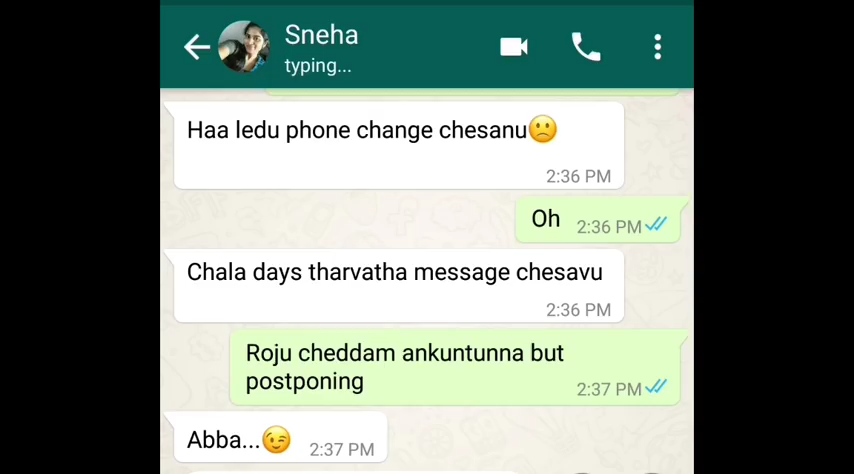 Sneha
typing...
Haa ledu phone change chesanu🙁
2:36 PM
Oh 2:36 PM
Chala days tharvatha message chesavu
2:36 PM
Roju cheddam ankuntunna but
postponing 2:37 PM
Abba...😉 2:37 PM